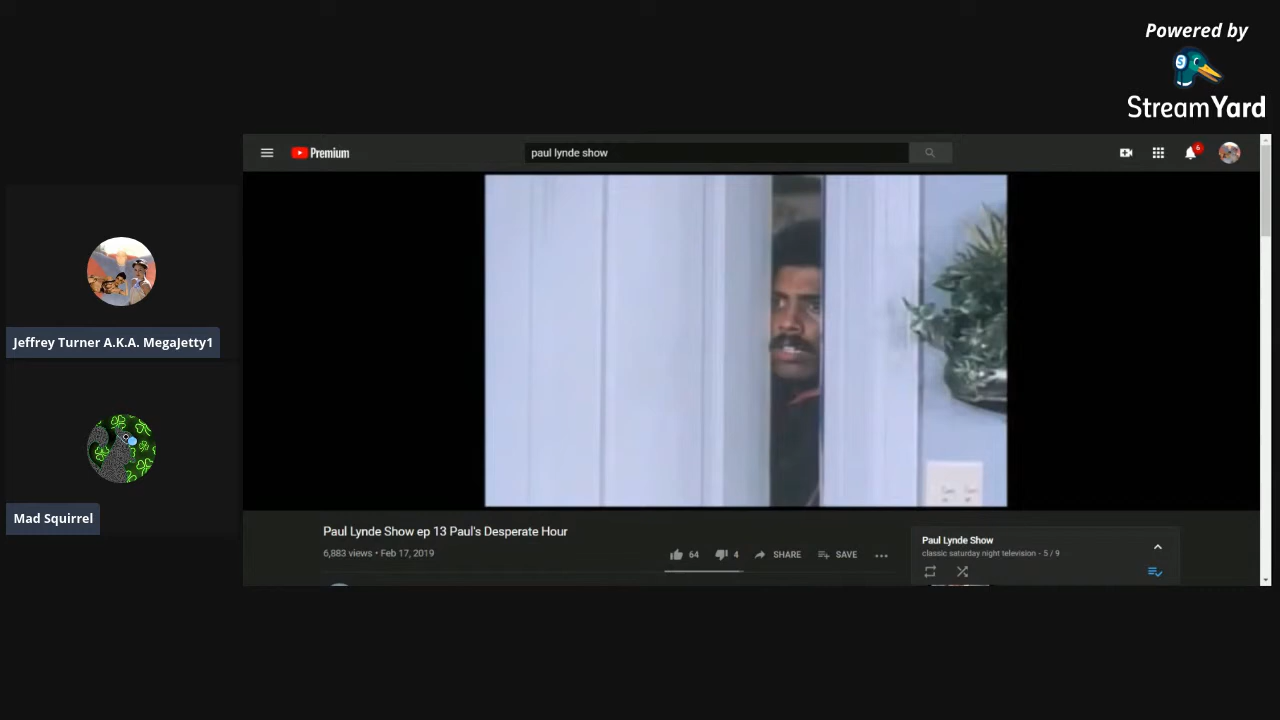 Powered by
StreamYard
Premium
paul lynde show
6
Jeffrey Turner A.K.A. MegaJetty1
Mad Squirrel
Paul Lynde Show ep 13 Paul's Desperate Hour
6,883 views • Feb 17, 2019
64
4
SHARE
SAVE
Paul Lynde Show
classic saturday night television - 5 / 9